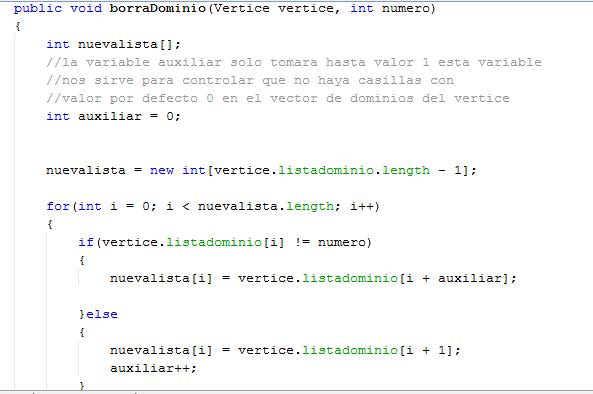 public void borraDominio(Vertice vertice, int numero)
{
int nuevalista[];
//la variable auxiliar solo tomara hasta valor 1 esta variable
//nos sirve para controlar que no haya casillas con
//valor por defecto 0 en el vector de dominios del vertice
int auxiliar = 0;
nuevalista = new int[vertice.listadominio.length - 1];
for(int i = 0; i < nuevalista.length; i++)
{
if(vertice.listadominio[i] != numero)
{
nuevalista[i] = vertice.listadominio[i + auxiliar];
}else
{
nuevalista[i] = vertice.listadominio[i + 1];
auxiliar++;
}